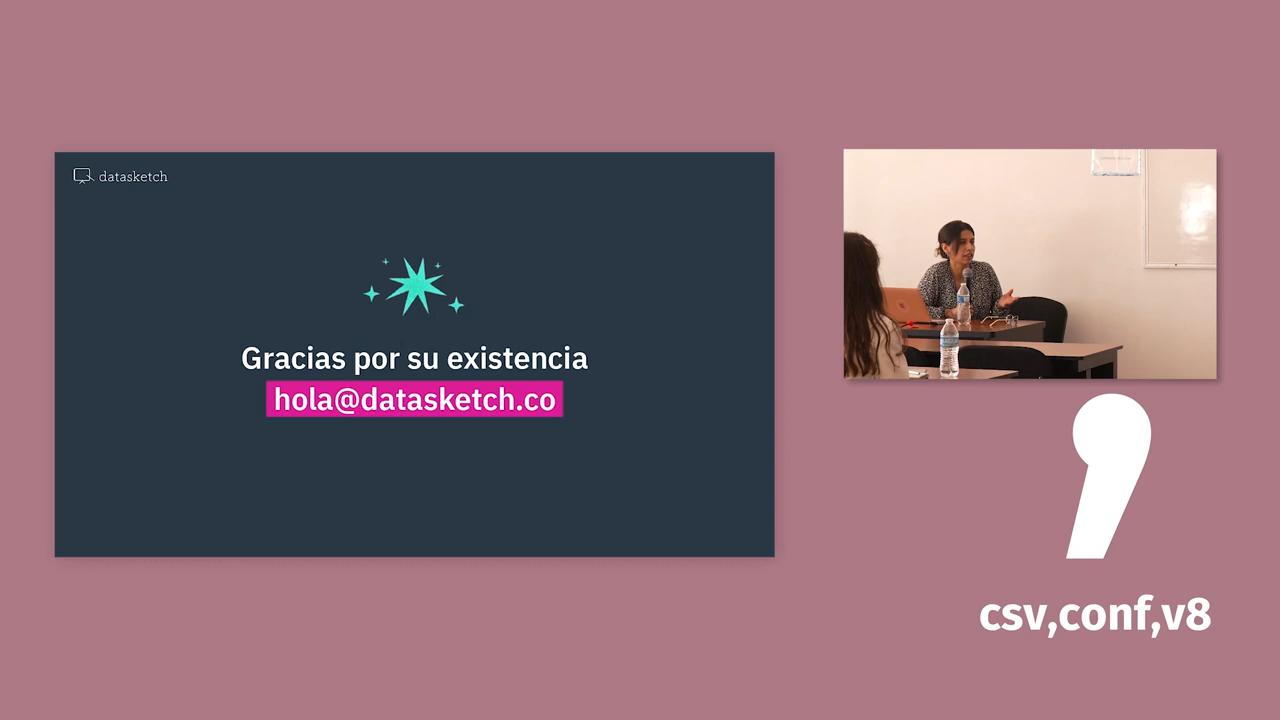 datasketch
Gracias por su existencia
hola@datasketch.co
csv,conf,v8